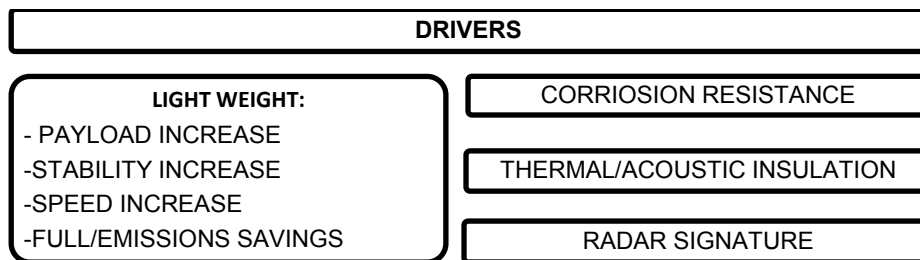 DRIVERS
LIGHT WEIGHT:
- PAYLOAD INCREASE
-STABILITY INCREASE
-SPEED INCREASE
-FULL/EMISSIONS SAVINGS
CORRIOSION RESISTANCE
THERMAL/ACOUSTIC INSULATION
RADAR SIGNATURE